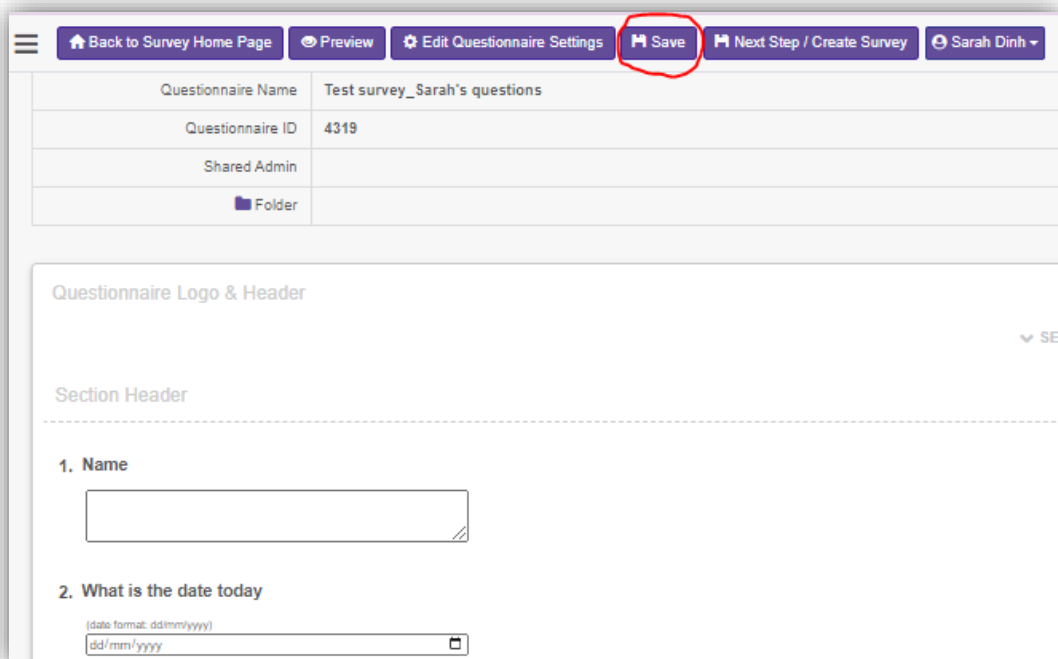 Back to Survey Home Page Preview Edit Questionnaire Settings Save Next Step / Create Survey Sarah Dinh
Questionnaire Name Test survey_Sarah's questions
Questionnaire ID 4319
Shared Admin
Folder
Questionnaire Logo & Header
SE
Section Header
1. Name
2. What is the date today
(date format: dd/mm/yyyy)
dd/mm/yyyy